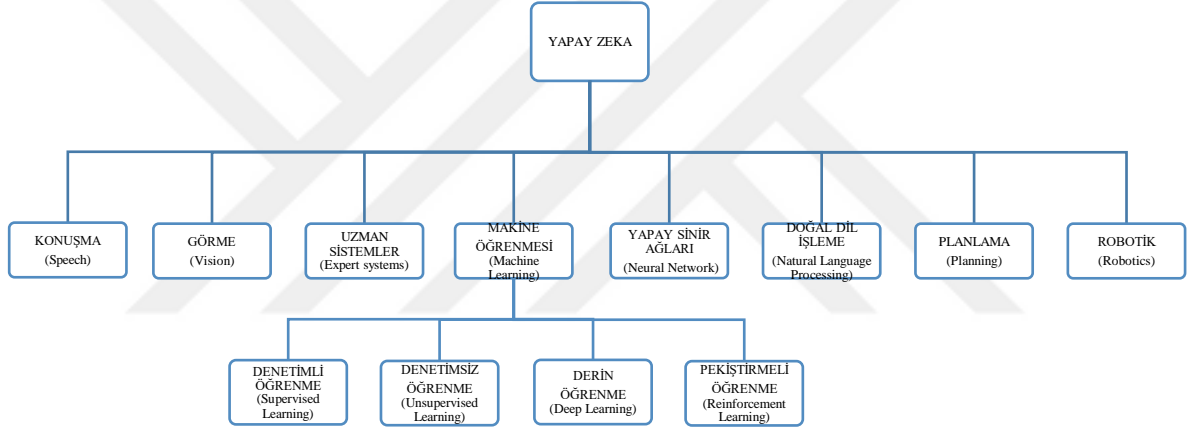 YAPAY ZEKA
KONUŞMA
(Speech)
GÖRME
(Vision)
UZMAN
SİSTEMLER
(Expert systems)
MAKİNE
ÖĞRENMESİ
(Machine
Learning)
YAPAY SİNİR
AĞLARI
(Neural Network)
DOĞAL DİL
İŞLEME
(Natural Language
Processing)
PLANLAMA
(Planning)
ROBOTİK
(Robotics)
DENETİMLİ
ÖĞRENME
(Supervised
Learning)
DENETİMSİZ
ÖĞRENME
(Unsupervised
Learning)
DERİN
ÖĞRENME
(Deep Learning)
PEKİŞTİRMELİ
ÖĞRENME
(Reinforcement
Learning)